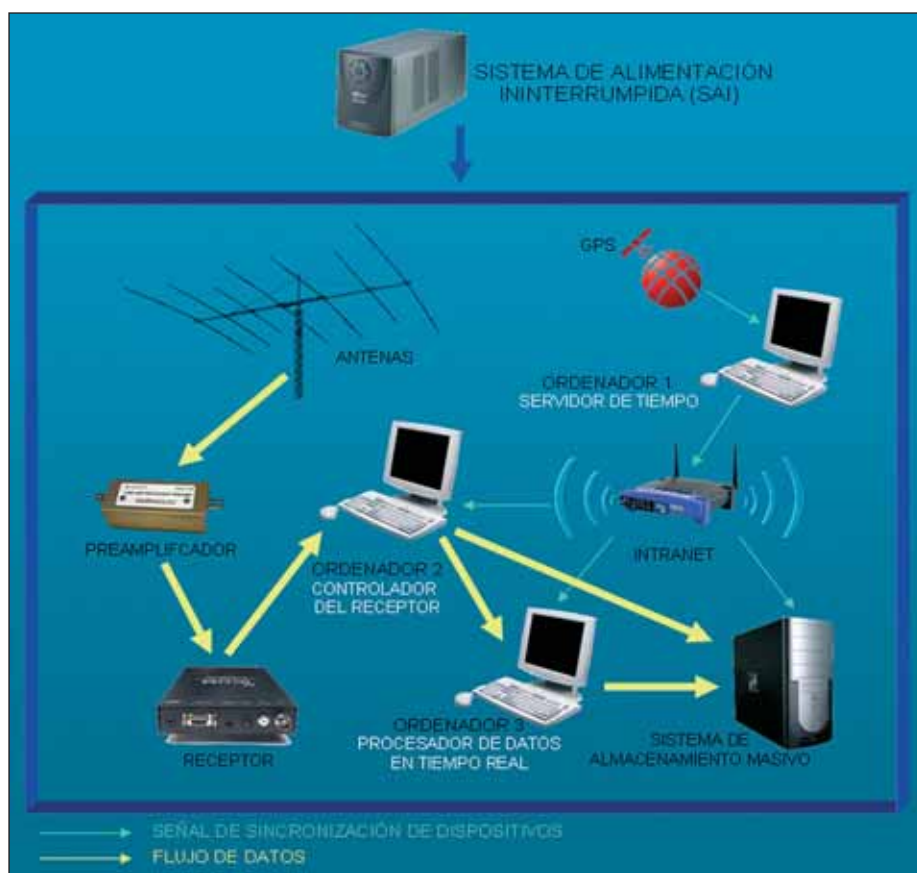 SISTEMA DE ALIMENTACIÓN
ININTERRUMPIDA (SAI)
GPS
ANTENAS
ORDENADOR 1
SERVIDOR DE TIEMPO
PREAMPLIFCADOR
ORDENADOR 2
CONTROLADOR
DEL RECEPTOR
INTRANET
RECEPTOR
ORDENADOR 3
PROCESADOR DE DATOS
EN TIEMPO REAL
SISTEMA DE
ALMACENAMIENTO MASIVO
SEÑAL DE SINCRONIZACIÓN DE DISPOSITIVOS
FLUJO DE DATOS